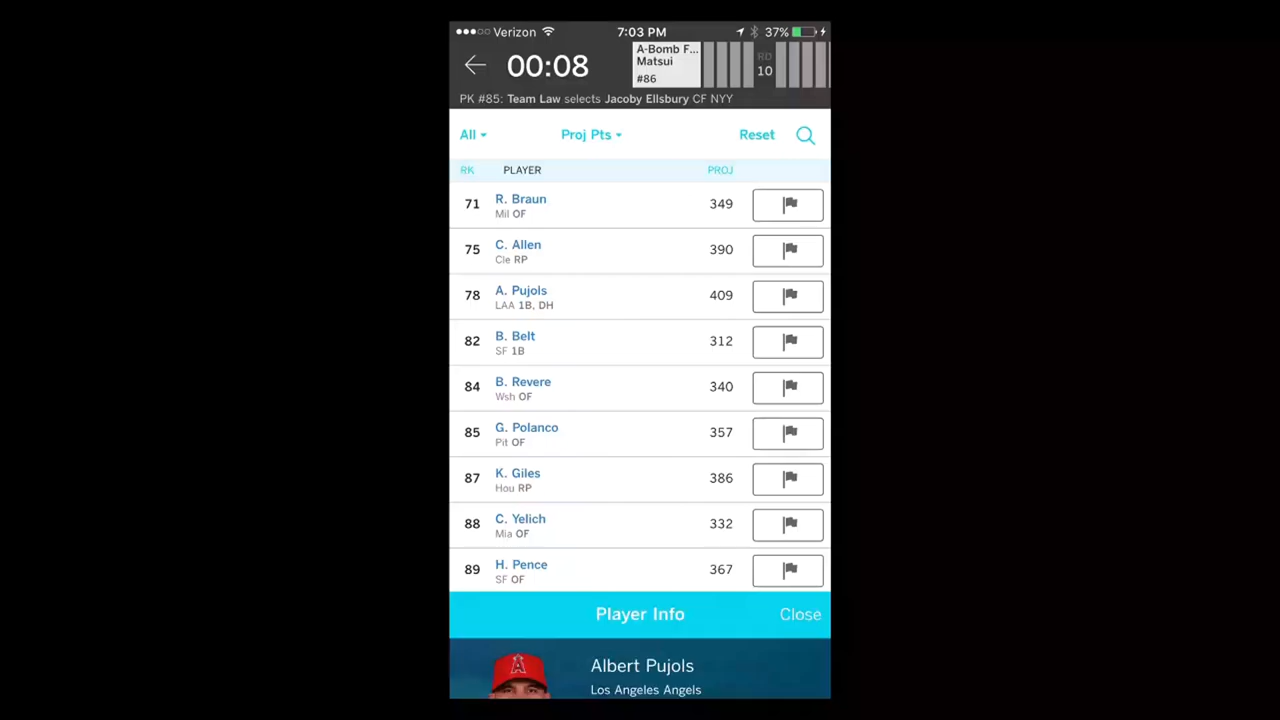 Verizon 7:03 PM 37%
00:08
A-Bomb F...
Matsui
#86
RD
10
PK #85: Team Law selects Jacoby Ellsbury CF NYY
All Proj Pts Reset
RK PLAYER PROJ
71 R. Braun 349
Mil OF
75 C. Allen 390
Cle RP
78 A. Pujols 409
LAA 1B, DH
82 B. Belt 312
SF 1B
84 B. Revere 340
Wsh OF
85 G. Polanco 357
Pit OF
87 K. Giles 386
Hou RP
88 C. Yelich 332
Mia OF
89 H. Pence 367
SF OF
Player Info Close
Albert Pujols
Los Angeles Angels